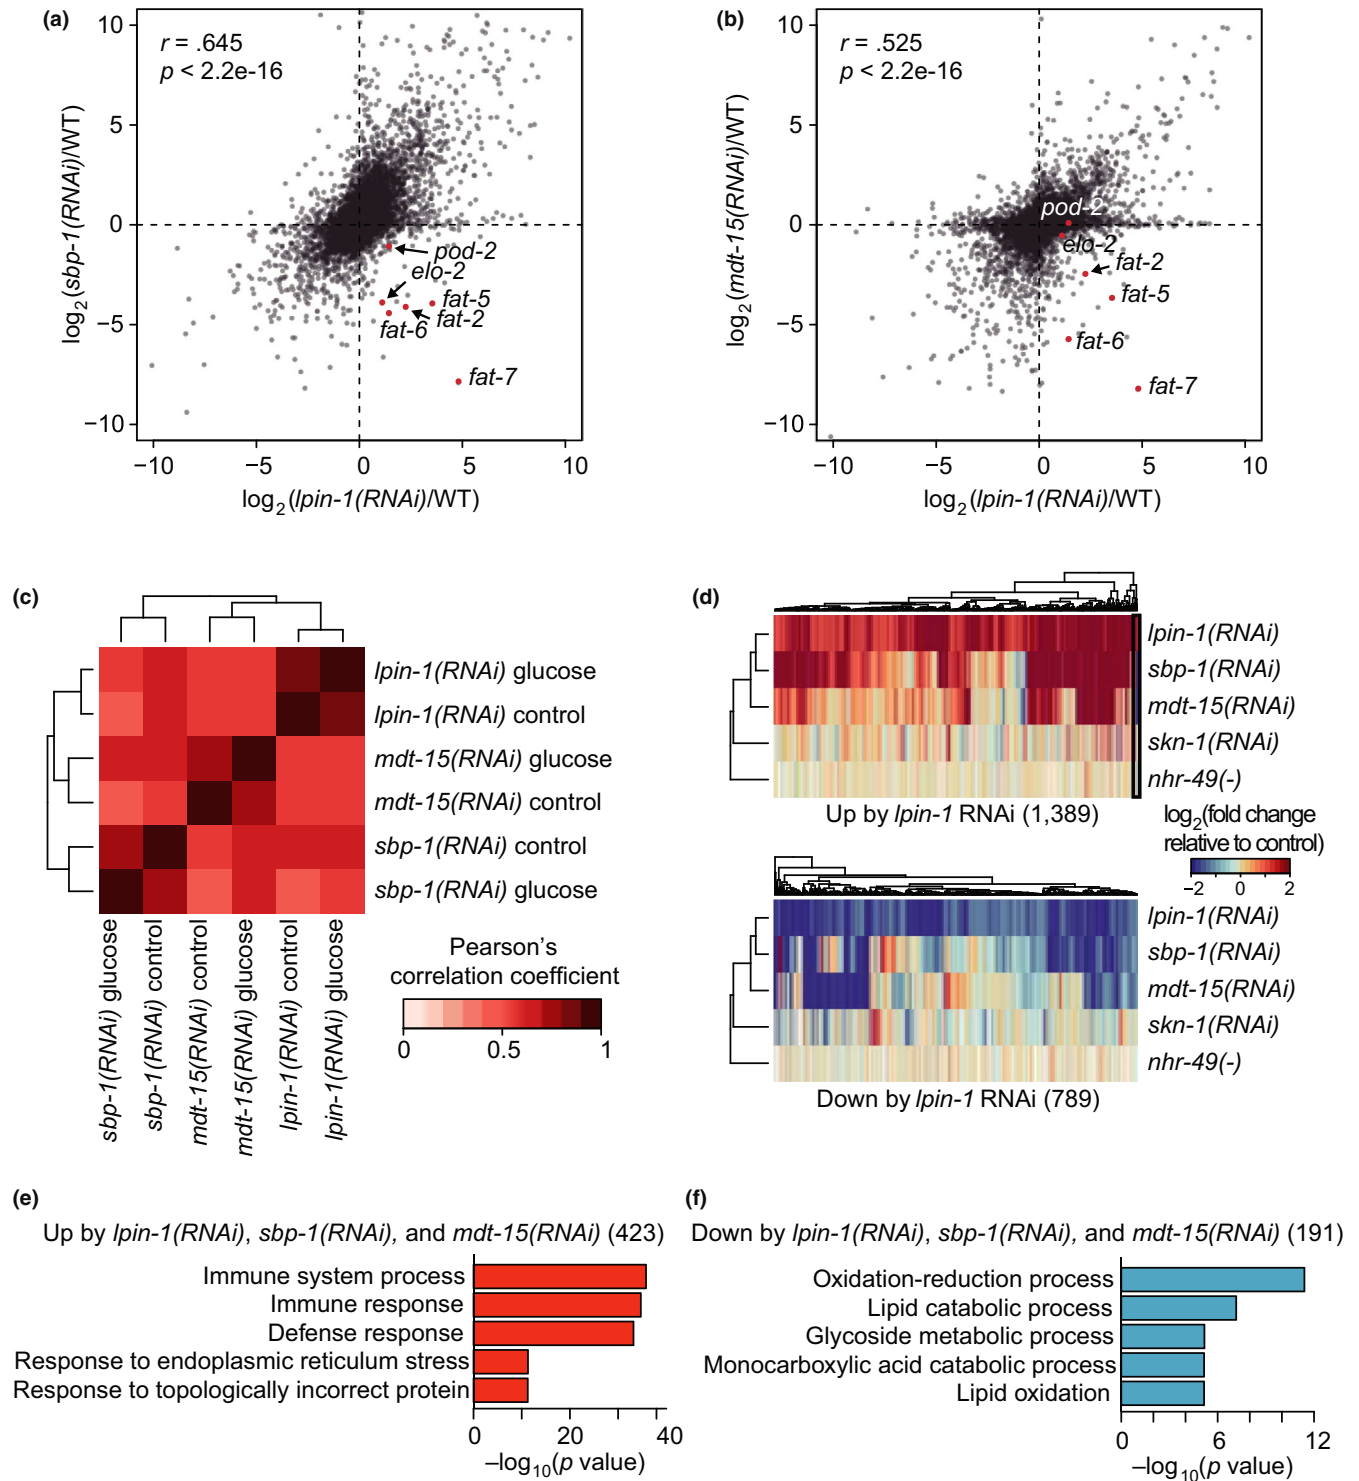 (a)
r = .645
p < 2.2e-16
10
5
0
−5
−10
log2(sbp-1(RNAi)/WT)
pod-2
elo-2
fat-5
fat-2
fat-6
fat-7
−10
−5
0
5
10
log2(lpin-1(RNAi)/WT)
(b)
r = .525
p < 2.2e-16
10
5
0
−5
−10
log2(mdt-15(RNAi)/WT)
pod-2
elo-2
fat-2
fat-5
fat-6
fat-7
−10
−5
0
5
10
log2(lpin-1(RNAi)/WT)
(c)
lpin-1(RNAi) glucose
lpin-1(RNAi) control
mdt-15(RNAi) glucose
mdt-15(RNAi) control
sbp-1(RNAi) control
sbp-1(RNAi) glucose
sbp-1(RNAi) glucose
sbp-1(RNAi) control
mdt-15(RNAi) control
mdt-15(RNAi) glucose
lpin-1(RNAi) control
lpin-1(RNAi) glucose
Pearson's
correlation coefficient
0
0.5
1
(d)
lpin-1(RNAi)
sbp-1(RNAi)
mdt-15(RNAi)
skn-1(RNAi)
nhr-49(-)
Up by lpin-1 RNAi (1,389)
log2(fold change
relative to control)
−2
0
2
lpin-1(RNAi)
sbp-1(RNAi)
mdt-15(RNAi)
skn-1(RNAi)
nhr-49(-)
Down by lpin-1 RNAi (789)
(e)
Up by lpin-1(RNAi), sbp-1(RNAi), and mdt-15(RNAi) (423)
Immune system process
Immune response
Defense response
Response to endoplasmic reticulum stress
Response to topologically incorrect protein
0
20
40
−log10(p value)
(f)
Down by lpin-1(RNAi), sbp-1(RNAi), and mdt-15(RNAi) (191)
Oxidation-reduction process
Lipid catabolic process
Glycoside metabolic process
Monocarboxylic acid catabolic process
Lipid oxidation
0
6
12
−log10(p value)